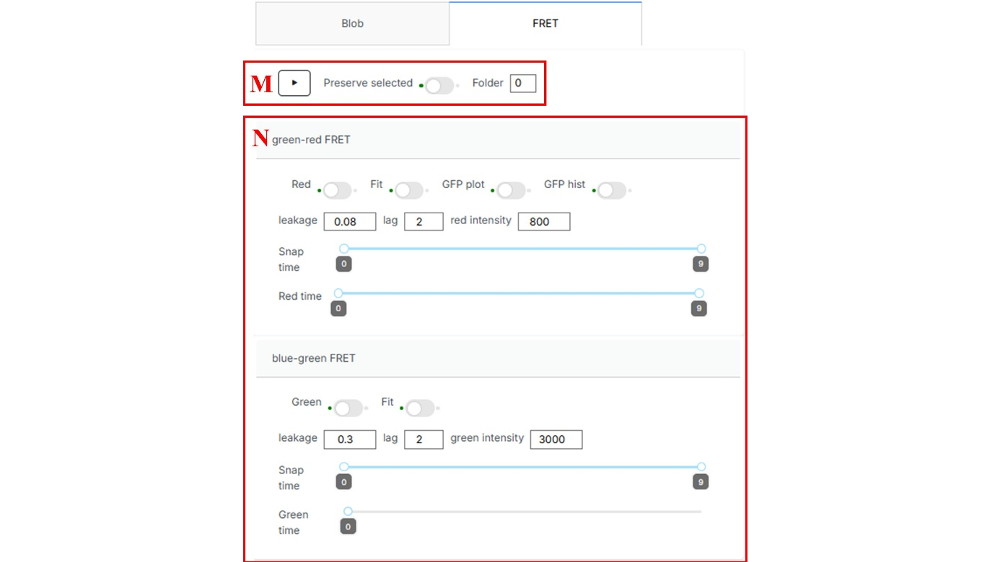 Blob FRET
M ▶ Preserve selected Folder 0
N green-red FRET
Red Fit GFP plot GFP hist
leakage 0.08 lag 2 red intensity 800
Snap
time
0 9
Red time
0 9
blue-green FRET
Green Fit
leakage 0.3 lag 2 green intensity 3000
Snap
time
0 9
Green
time
0